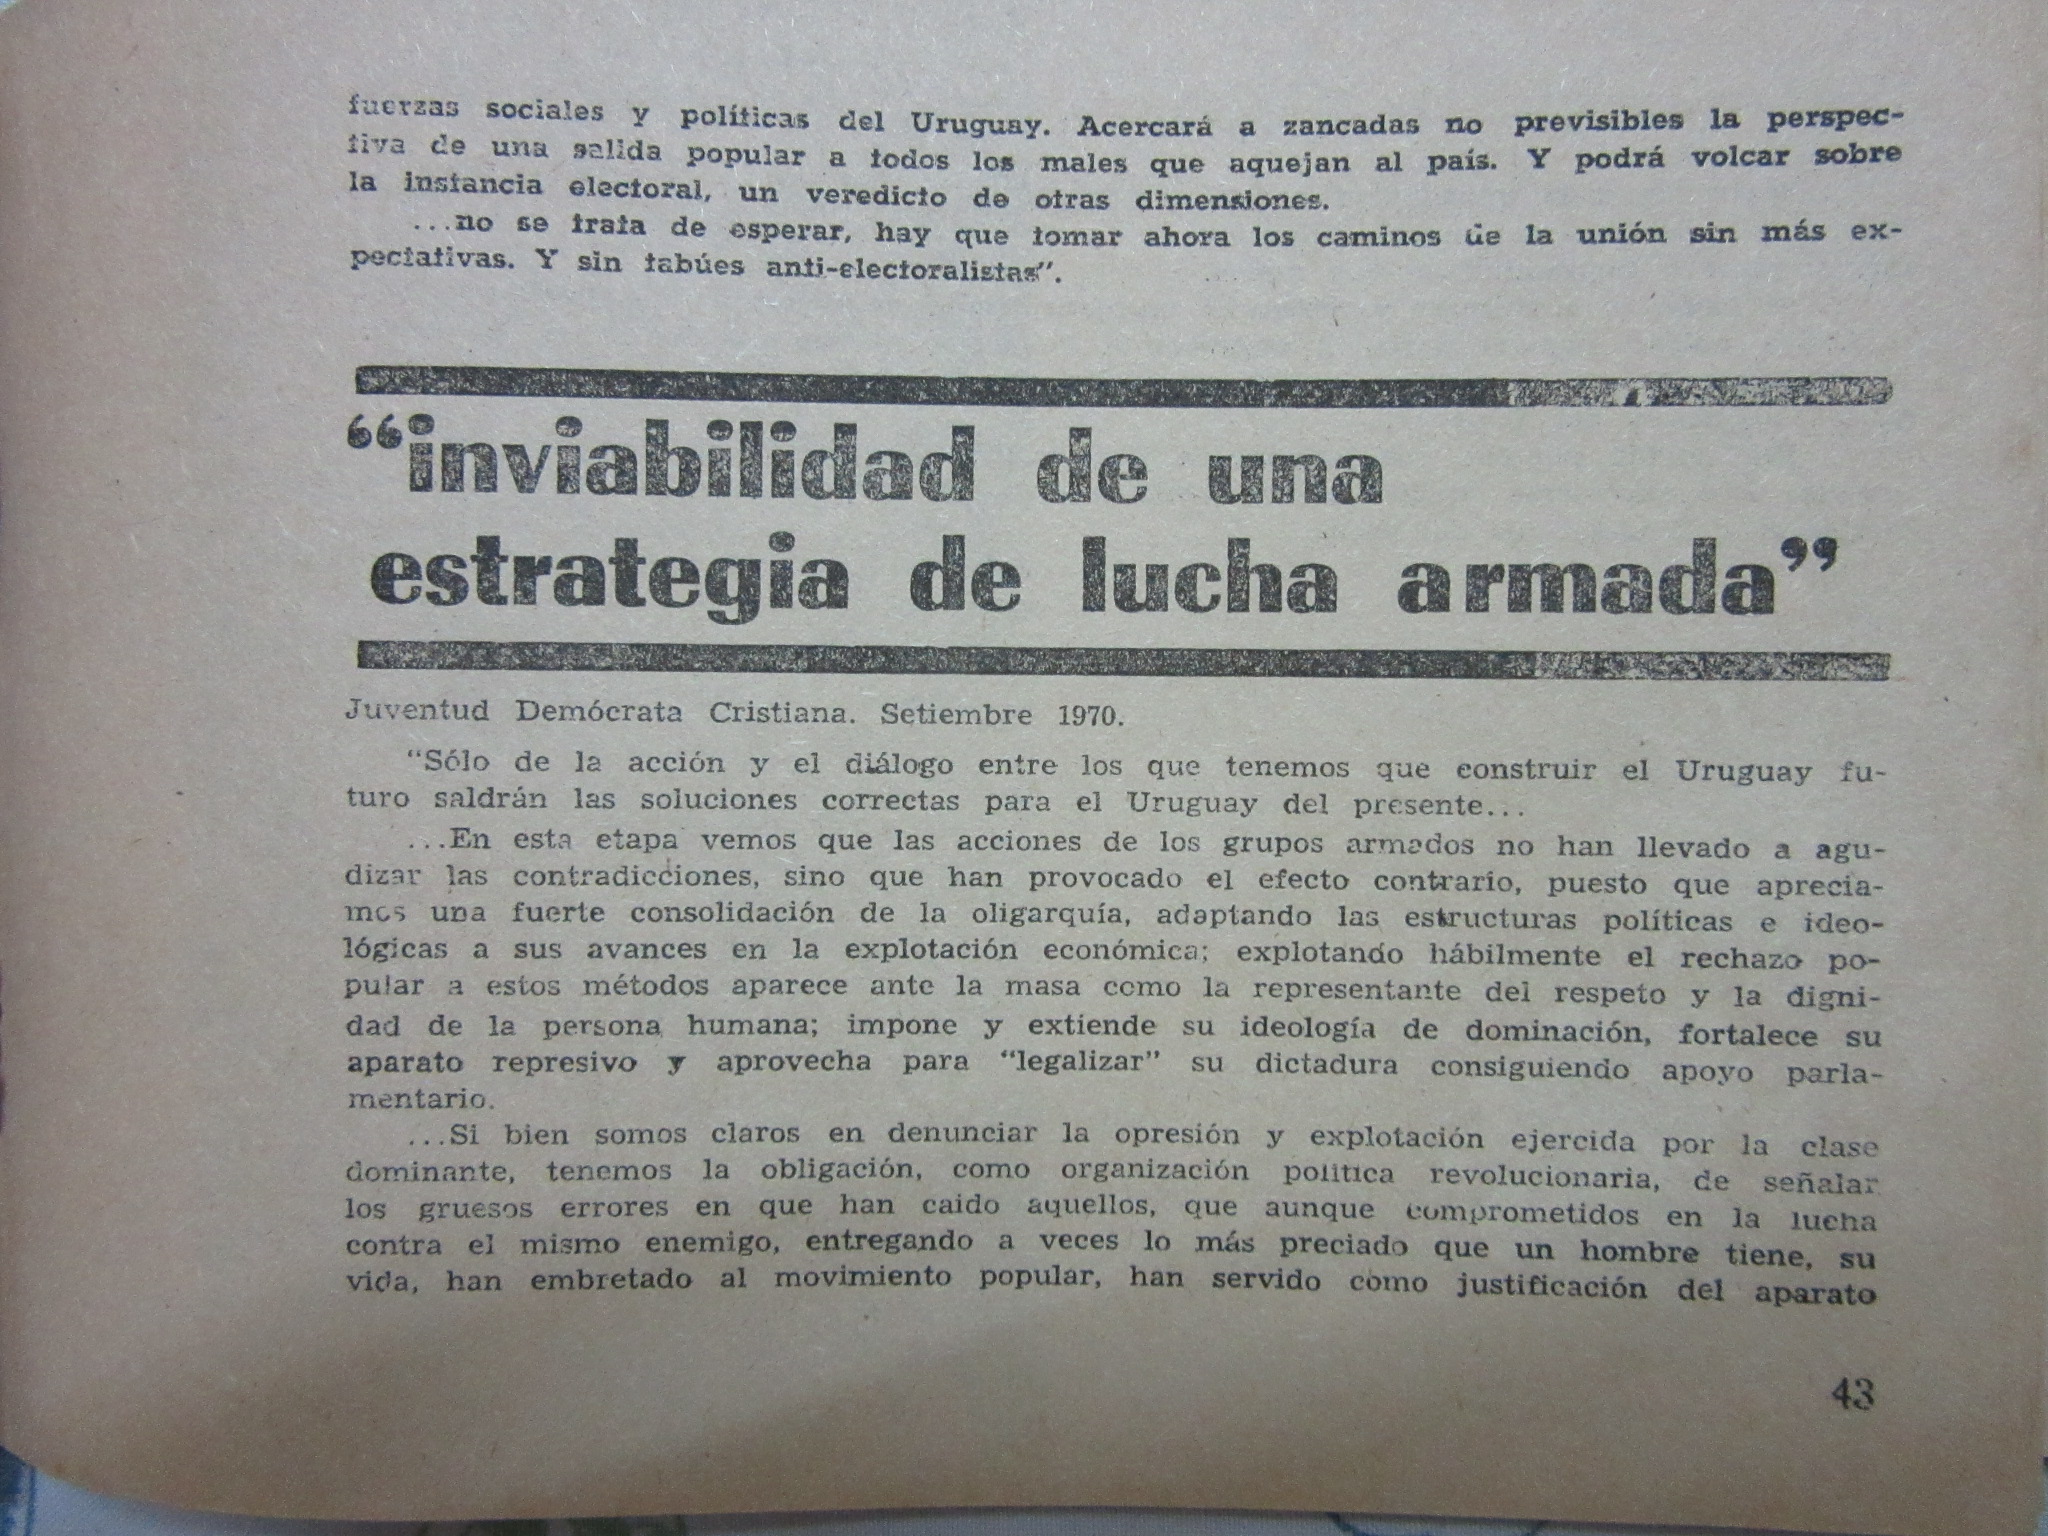 fuerzas sociales y políticas del Uruguay. Acercará a zancadas no previsibles la perspec-
tiva de una salida popular a todos los males que aquejan al país. Y podrá volcar sobre
la instancia electoral, un veredicto de otras dimensiones.
...no se trata de esperar, hay que tomar ahora los caminos de la unión sin más ex-
pectativas. Y sin tabúes anti-electoralistas".
“inviabilidad de una
estrategia de lucha armada”
Juventud Demócrata Cristiana. Setiembre 1970.
“Sólo de la acción y el diálogo entre los que tenemos que construir el Uruguay fu-
turo saldrán las soluciones correctas para el Uruguay del presente...
...En esta etapa vemos que las acciones de los grupos armados no han llevado a agu-
dizar las contradicciones, sino que han provocado el efecto contrario, puesto que aprecia-
mos una fuerte consolidación de la oligarquía, adaptando las estructuras políticas e ideo-
lógicas a sus avances en la explotación económica; explotando hábilmente el rechazo po-
pular a estos métodos aparece ante la masa como la representante del respeto y la digni-
dad de la persona humana; impone y extiende su ideología de dominación, fortalece su
aparato represivo y aprovecha para “legalizar” su dictadura consiguiendo apoyo parla-
mentario.
...Si bien somos claros en denunciar la opresión y explotación ejercida por la clase
dominante, tenemos la obligación, como organización política revolucionaria, de señalar
los gruesos errores en que han caido aquellos, que aunque comprometidos en la lucha
contra el mismo enemigo, entregando a veces lo más preciado que un hombre tiene, su
vida, han embretado al movimiento popular, han servido como justificación del aparato
43